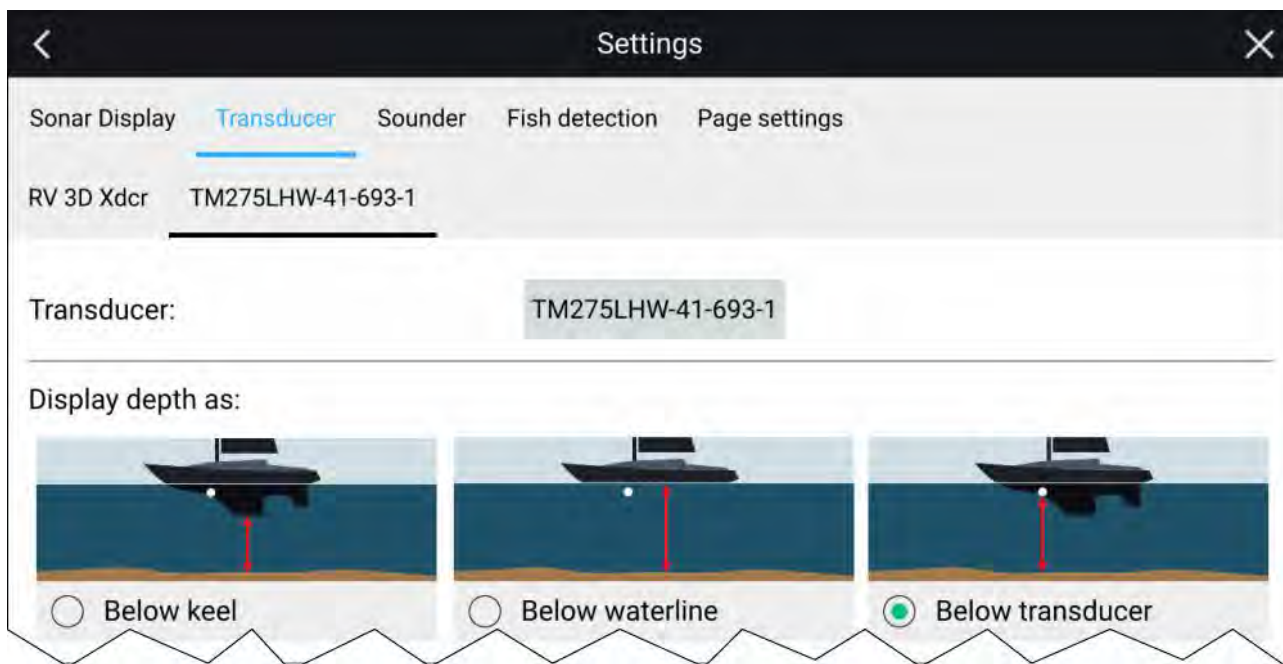 Settings
Sonar Display Transducer Sounder Fish detection Page settings
RV 3D Xdcr TM275LHW-41-693-1
Transducer: TM275LHW-41-693-1
Display depth as:
Below keel Below waterline Below transducer